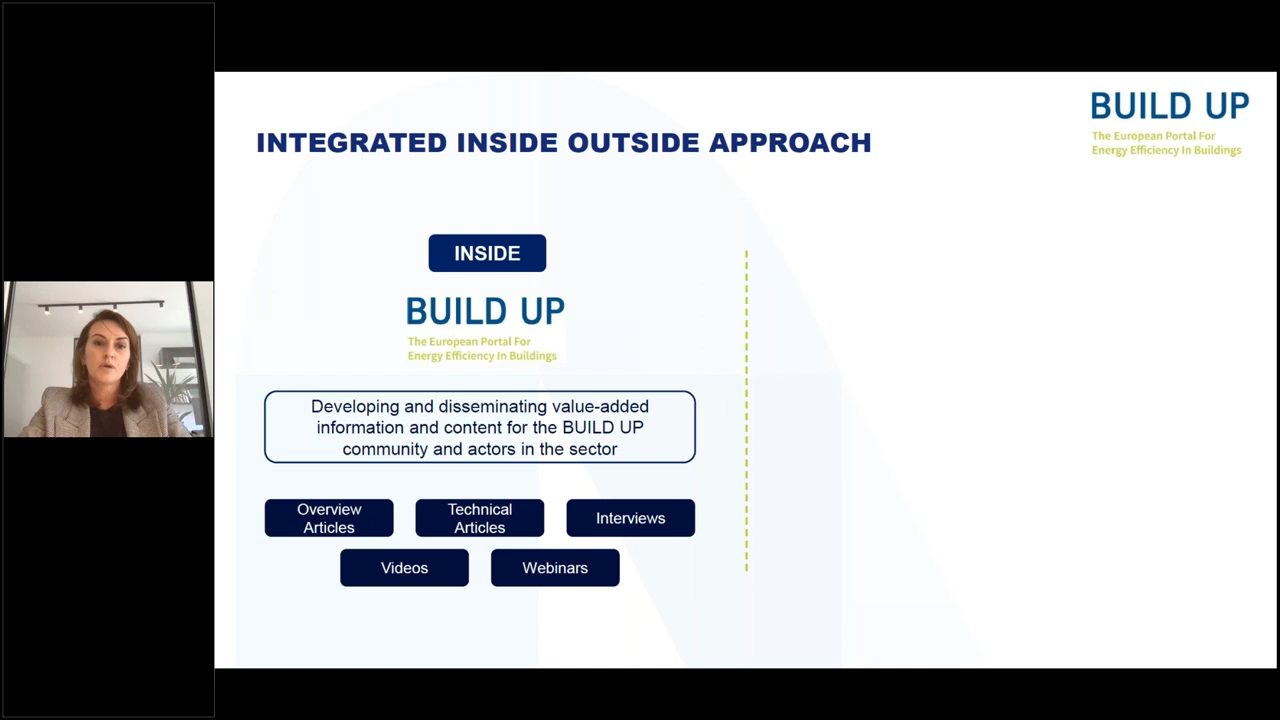 BUILD UP
The European Portal For
Energy Efficiency In Buildings
INTEGRATED INSIDE OUTSIDE APPROACH
INSIDE
BUILD UP
The European Portal For
Energy Efficiency In Buildings
Developing and disseminating value-added
information and content for the BUILD UP
community and actors in the sector
Overview
Articles
Technical
Articles
Interviews
Videos
Webinars